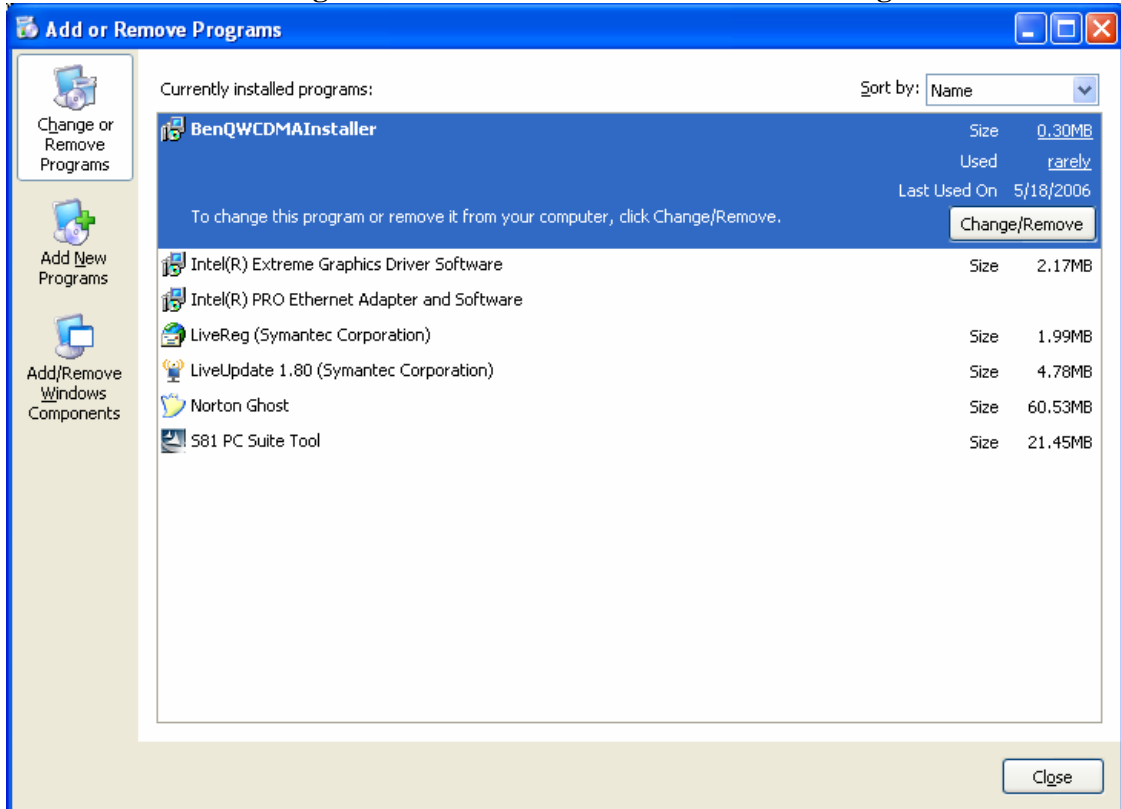 Add or Remove Programs
Change or
Remove
Programs
Add New
Programs
Add/Remove
Windows
Components
Currently installed programs:
Sort by: Name
BenQWCDMAInstaller Size 0.30MB
Used rarely
Last Used On 5/18/2006
To change this program or remove it from your computer, click Change/Remove. Change/Remove
Intel(R) Extreme Graphics Driver Software Size 2.17MB
Intel(R) PRO Ethernet Adapter and Software
LiveReg (Symantec Corporation) Size 1.99MB
LiveUpdate 1.80 (Symantec Corporation) Size 4.78MB
Norton Ghost Size 60.53MB
S81 PC Suite Tool Size 21.45MB
Close